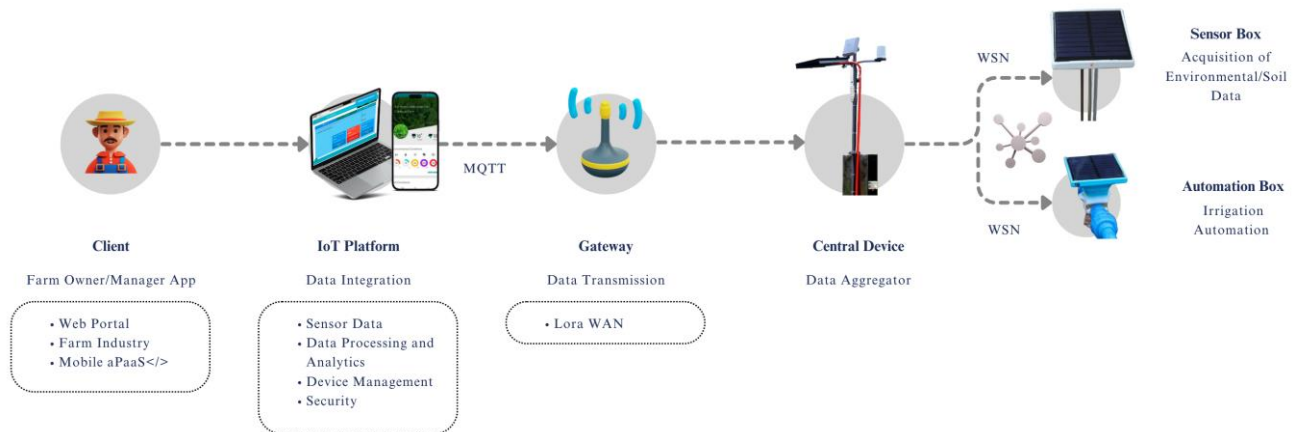 WSN
Sensor Box
Acquisition of
Environmental/Soil
Data
MQTT
Automation Box
Irrigation
Automation
WSN
Client
Farm Owner/Manager App
• Web Portal
• Farm Industry
• Mobile aPaaS</>
IoT Platform
Data Integration
• Sensor Data
• Data Processing and
Analytics
• Device Management
• Security
Gateway
Data Transmission
• Lora WAN
Central Device
Data Aggregator